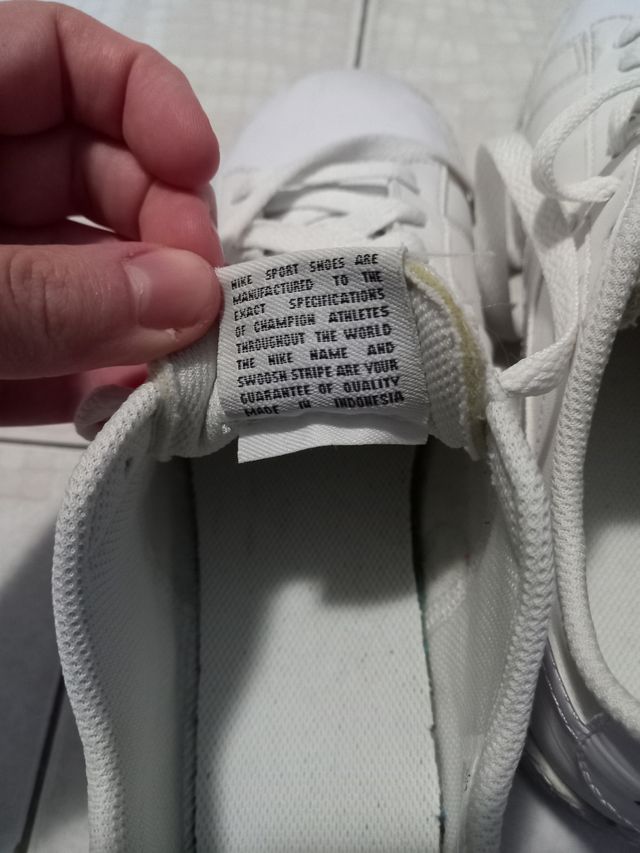 NIKE SPORT SHOES ARE
MANUFACTURED TO THE
EXACT SPECIFICATIONS
OF CHAMPION ATHLETES
THROUGHOUT THE WORLD
THE NIKE NAME AND
SWOOSH STRIPE ARE YOUR
GUARANTEE OF QUALITY
MADE IN INDONESIA